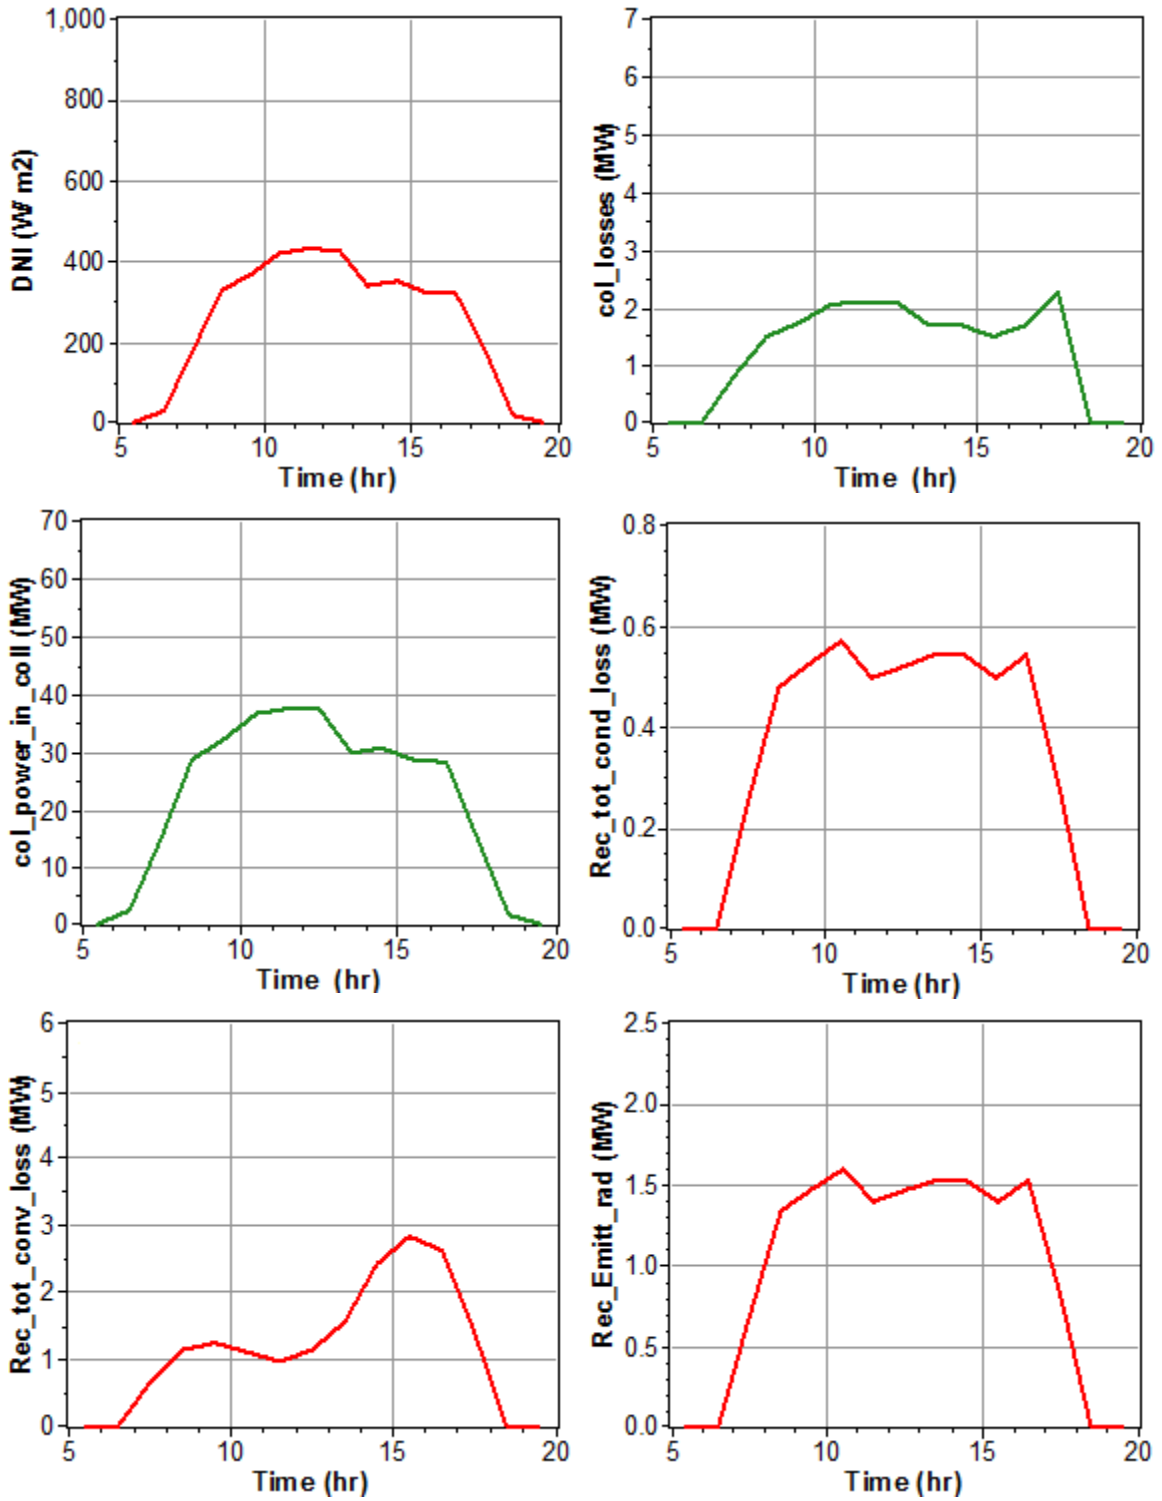 DNI (W/ m2)
1,000
800
600
400
200
0
5 10 15 20
Time (hr)
col_losses (MW)
7
6
5
4
3
2
1
0
5 10 15 20
Time (hr)
col_power_in_coll (MW)
70
60
50
40
30
20
10
0
5 10 15 20
Time (hr)
Rec_tot_cond_loss (MW)
0.8
0.6
0.4
0.2
0.0
5 10 15 20
Time (hr)
Rec_tot_conv_loss (MW)
6
5
4
3
2
1
0
5 10 15 20
Time (hr)
Rec_Emitt_rad (MW)
2.5
2.0
1.5
1.0
0.5
0.0
5 10 15 20
Time (hr)